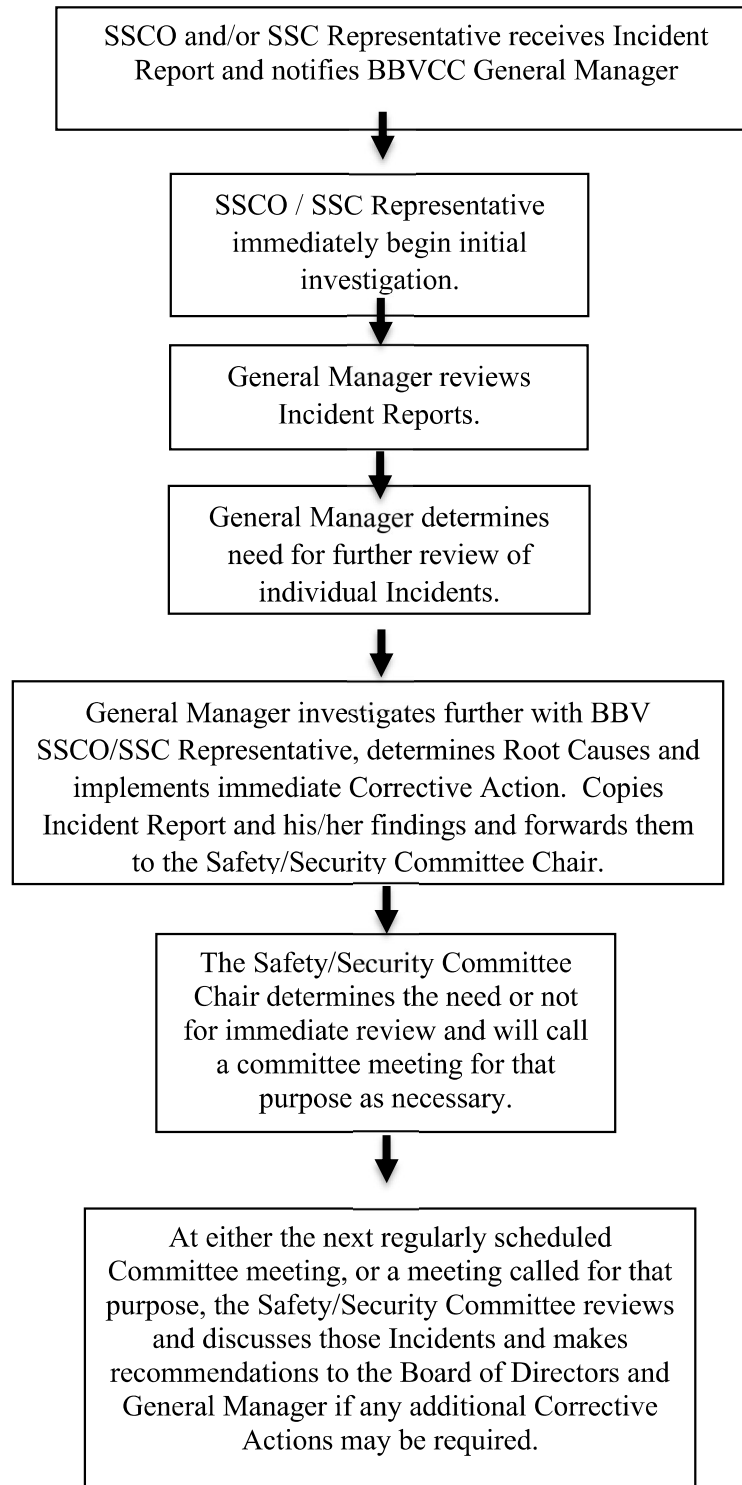 SSCO and/or SSC Representative receives Incident
Report and notifies BBVCC General Manager
SSCO / SSC Representative
immediately begin initial
investigation.
General Manager reviews
Incident Reports.
General Manager determines
need for further review of
individual Incidents.
General Manager investigates further with BBV
SSCO/SSC Representative, determines Root Causes and
implements immediate Corrective Action.  Copies
Incident Report and his/her findings and forwards them
to the Safety/Security Committee Chair.
The Safety/Security Committee
Chair determines the need or not
for immediate review and will call
a committee meeting for that
purpose as necessary.
At either the next regularly scheduled
Committee meeting, or a meeting called for that
purpose, the Safety/Security Committee reviews
and discusses those Incidents and makes
recommendations to the Board of Directors and
General Manager if any additional Corrective
Actions may be required.